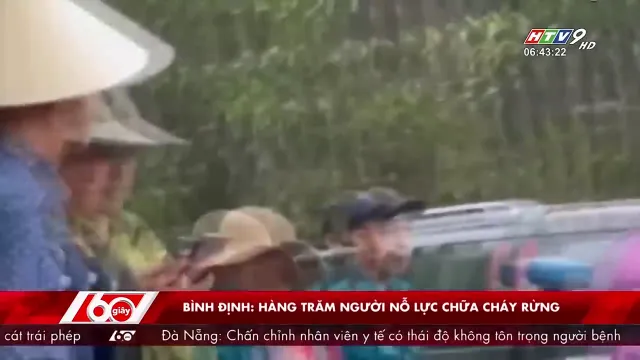 HTV9 HD
06:43:22
60 giây BÌNH ĐỊNH: HÀNG TRĂM NGƯỜI NỖ LỰC CHỮA CHÁY RỪNG
cát trái phép 60 Đà Nẵng: Chấn chỉnh nhân viên y tế có thái độ không tôn trọng người bệnh